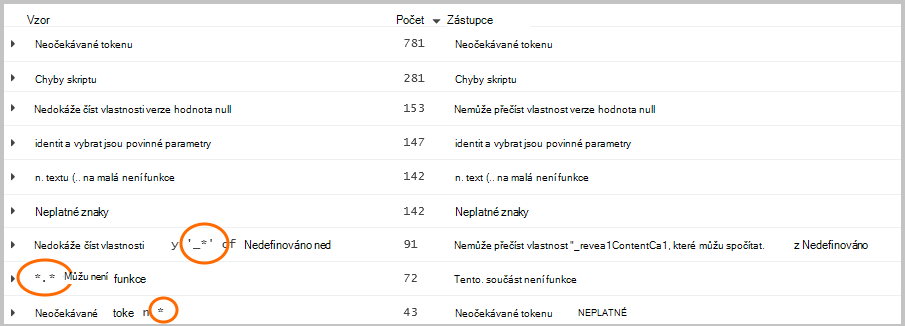 Vzor Počet Zástupce
Neočekávané tokenu 781 Neočekávané tokenu
Chyby skriptu 281 Chyby skriptu
Nedokáže číst vlastnosti verze hodnota null 153 Nemůže přečíst vlastnost verze hodnota null
identit a vybrat jsou povinné parametry 147 identit a vybrat jsou povinné parametry
n. textu (.. na malá není funkce 142 n. text (.. na malá není funkce
Neplatné znaky 142 Neplatné znaky
Nedokáže číst vlastnosti y '_*' of Nedefinováno ned 91 Nemůže přečíst vlastnost "_revea1ContentCa1, které můžu spočítat. z Nedefinováno
*.* Můžu není funkce 72 Tento. součást není funkce
Neočekávané toke n * 43 Neočekávané tokenu NEPLATNÉ